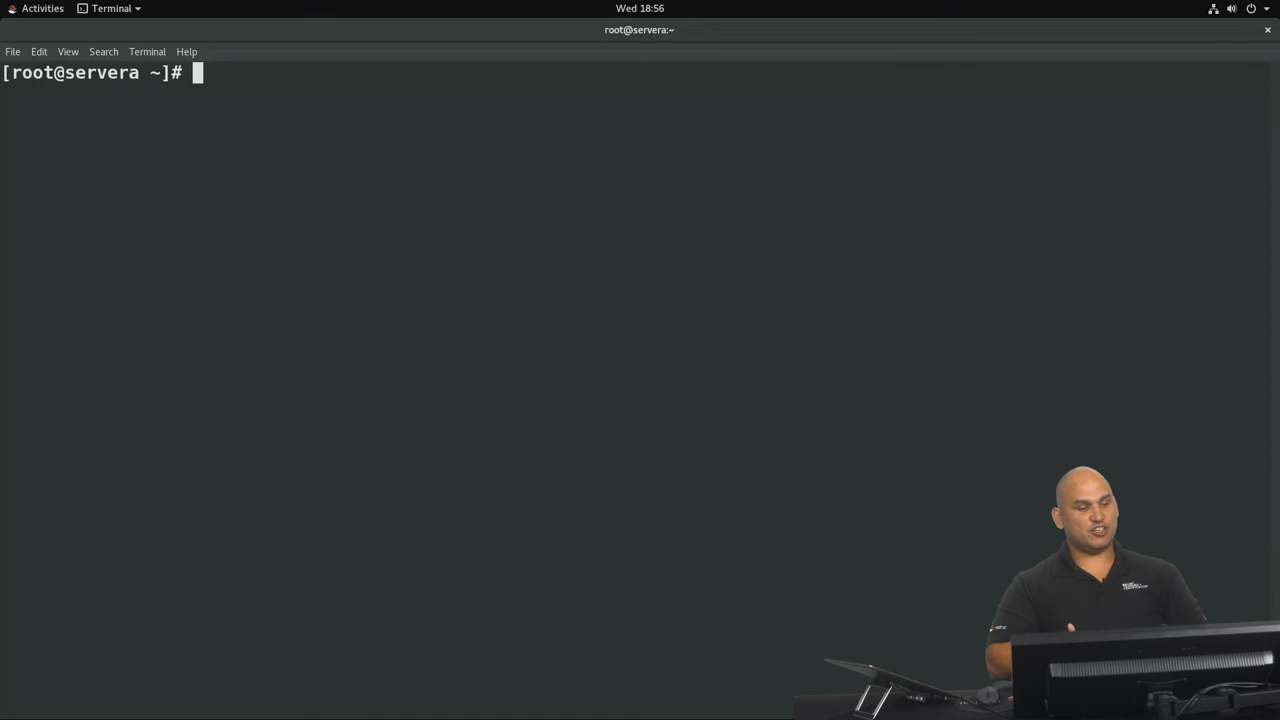 Activities Terminal Wed 18:56
root@servera:~ ×
File Edit View Search Terminal Help
[root@servera ~]#